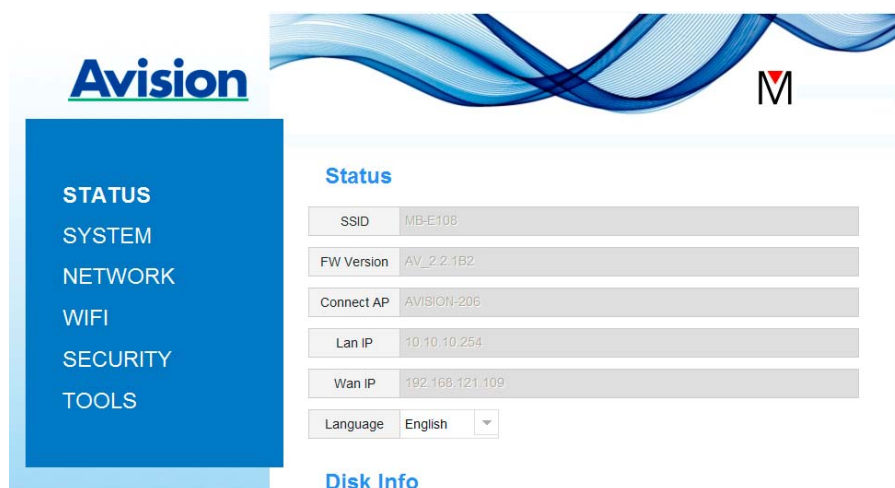 Avision
M
STATUS
SYSTEM
NETWORK
WIFI
SECURITY
TOOLS
Status
SSID MB-E108
FW Version AV_2.2.1B2
Connect AP AVISION-206
Lan IP 10.10.10.254
Wan IP 192.168.121.109
Language English
Disk Info